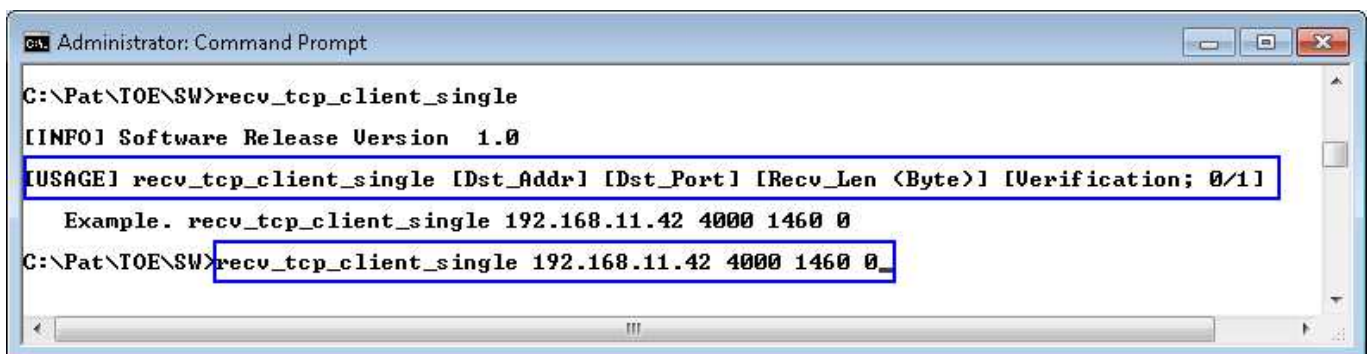 Administrator: Command Prompt
C:\Pat\TOE\SW>recv_tcp_client_single
[INFO] Software Release Version  1.0
[USAGE] recv_tcp_client_single [Dst_Addr] [Dst_Port] [Recv_Len (Byte)] [Verification; 0/1]
Example. recv_tcp_client_single 192.168.11.42 4000 1460 0
C:\Pat\TOE\SW>recv_tcp_client_single 192.168.11.42 4000 1460 0_